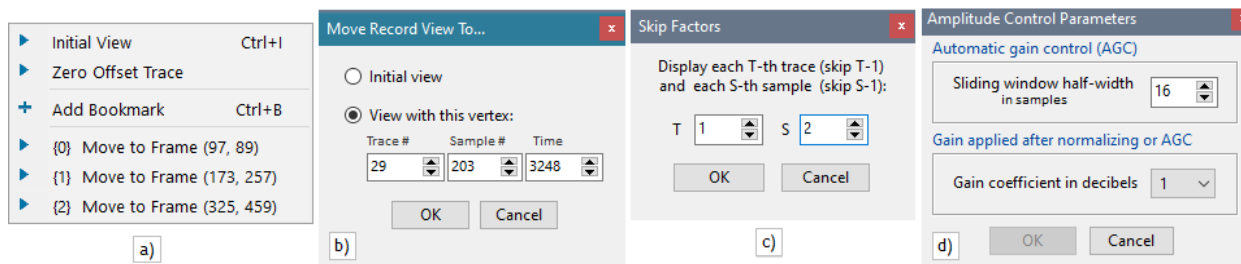 Initial View Ctrl+I
Zero Offset Trace
Add Bookmark Ctrl+B
{0} Move to Frame (97, 89)
{1} Move to Frame (173, 257)
{2} Move to Frame (325, 459)
a)
Move Record View To... x
Initial view
View with this vertex:
Trace # Sample # Time
29 203 3248
OK Cancel
b)
Skip Factors x
Display each T-th trace (skip T-1)
and each S-th sample (skip S-1):
T 1 S 2
OK Cancel
c)
Amplitude Control Parameters x
Automatic gain control (AGC)
Sliding window half-width 16
in samples
Gain applied after normalizing or AGC
Gain coefficient in decibels 1
OK Cancel
d)